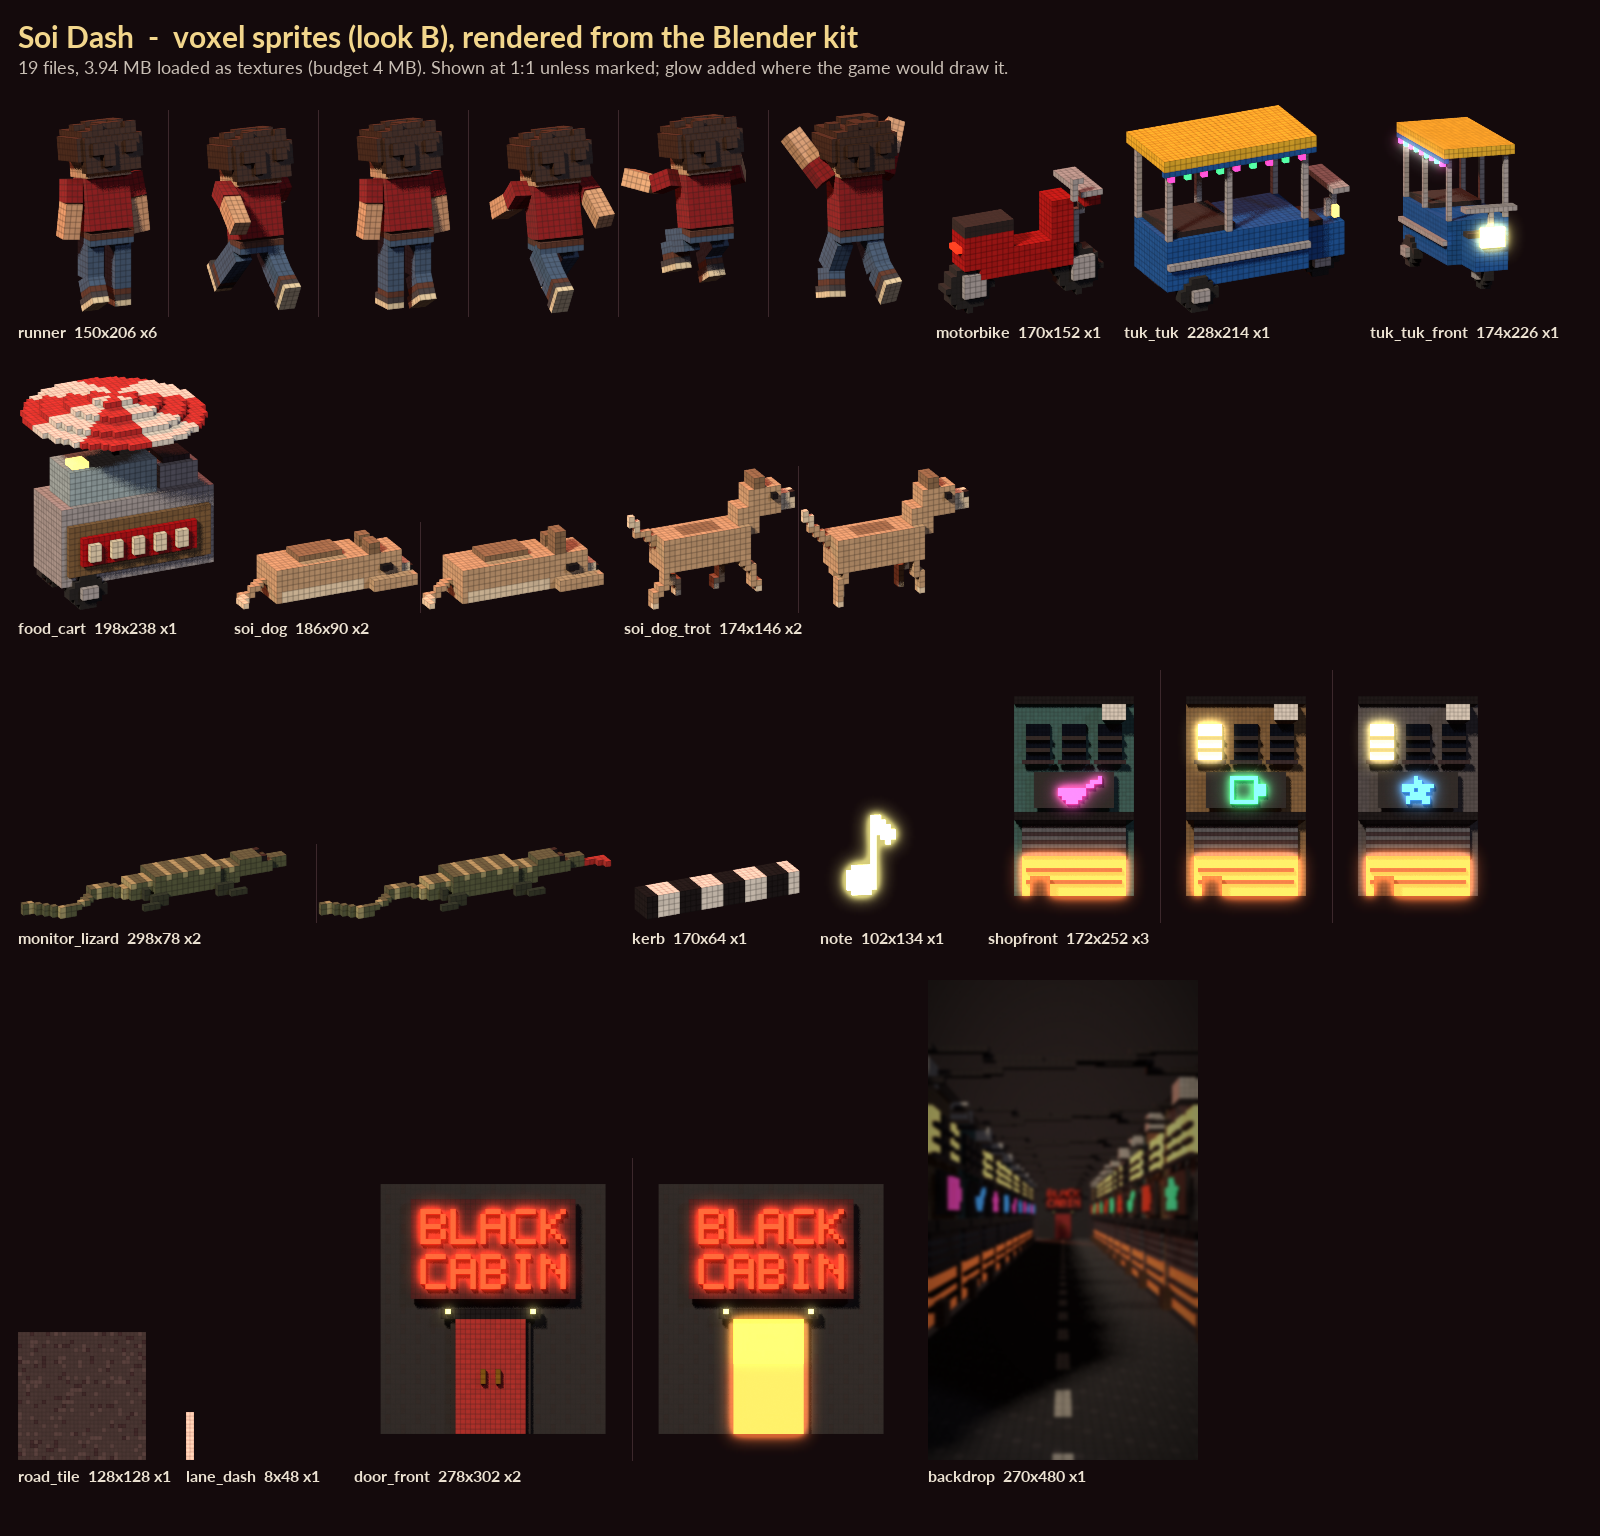 Soi Dash - voxel sprites (look B), rendered from the Blender kit
19 files, 3.94 MB loaded as textures (budget 4 MB). Shown at 1:1 unless marked; glow added where the game would draw it.
runner 150x206 x6
motorbike 170x152 x1
tuk_tuk 228x214 x1
tuk_tuk_front 174x226 x1
food_cart 198x238 x1
soi_dog 186x90 x2
soi_dog_trot 174x146 x2
monitor_lizard 298x78 x2
kerb 170x64 x1
note 102x134 x1
shopfront 172x252 x3
BLACK
CABIN
BLACK
CABIN
BLACK
CABIN
road_tile 128x128 x1
lane_dash 8x48 x1
door_front 278x302 x2
backdrop 270x480 x1